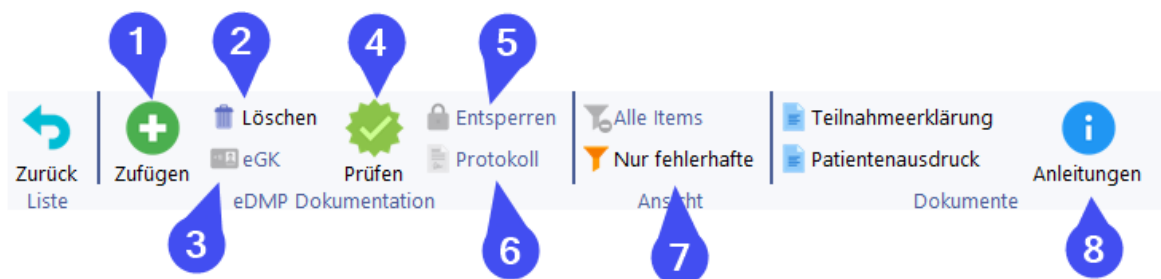 1 2 4 5
Löschen Entsperren Alle Items Teilnahmeerklärung
eGK Protokoll Nur fehlerhafte Patientenausdruck
Zurück Zufügen Prüfen Anleitungen
Liste eDMP Dokumentation Ansicht Dokumente
3 6 7 8